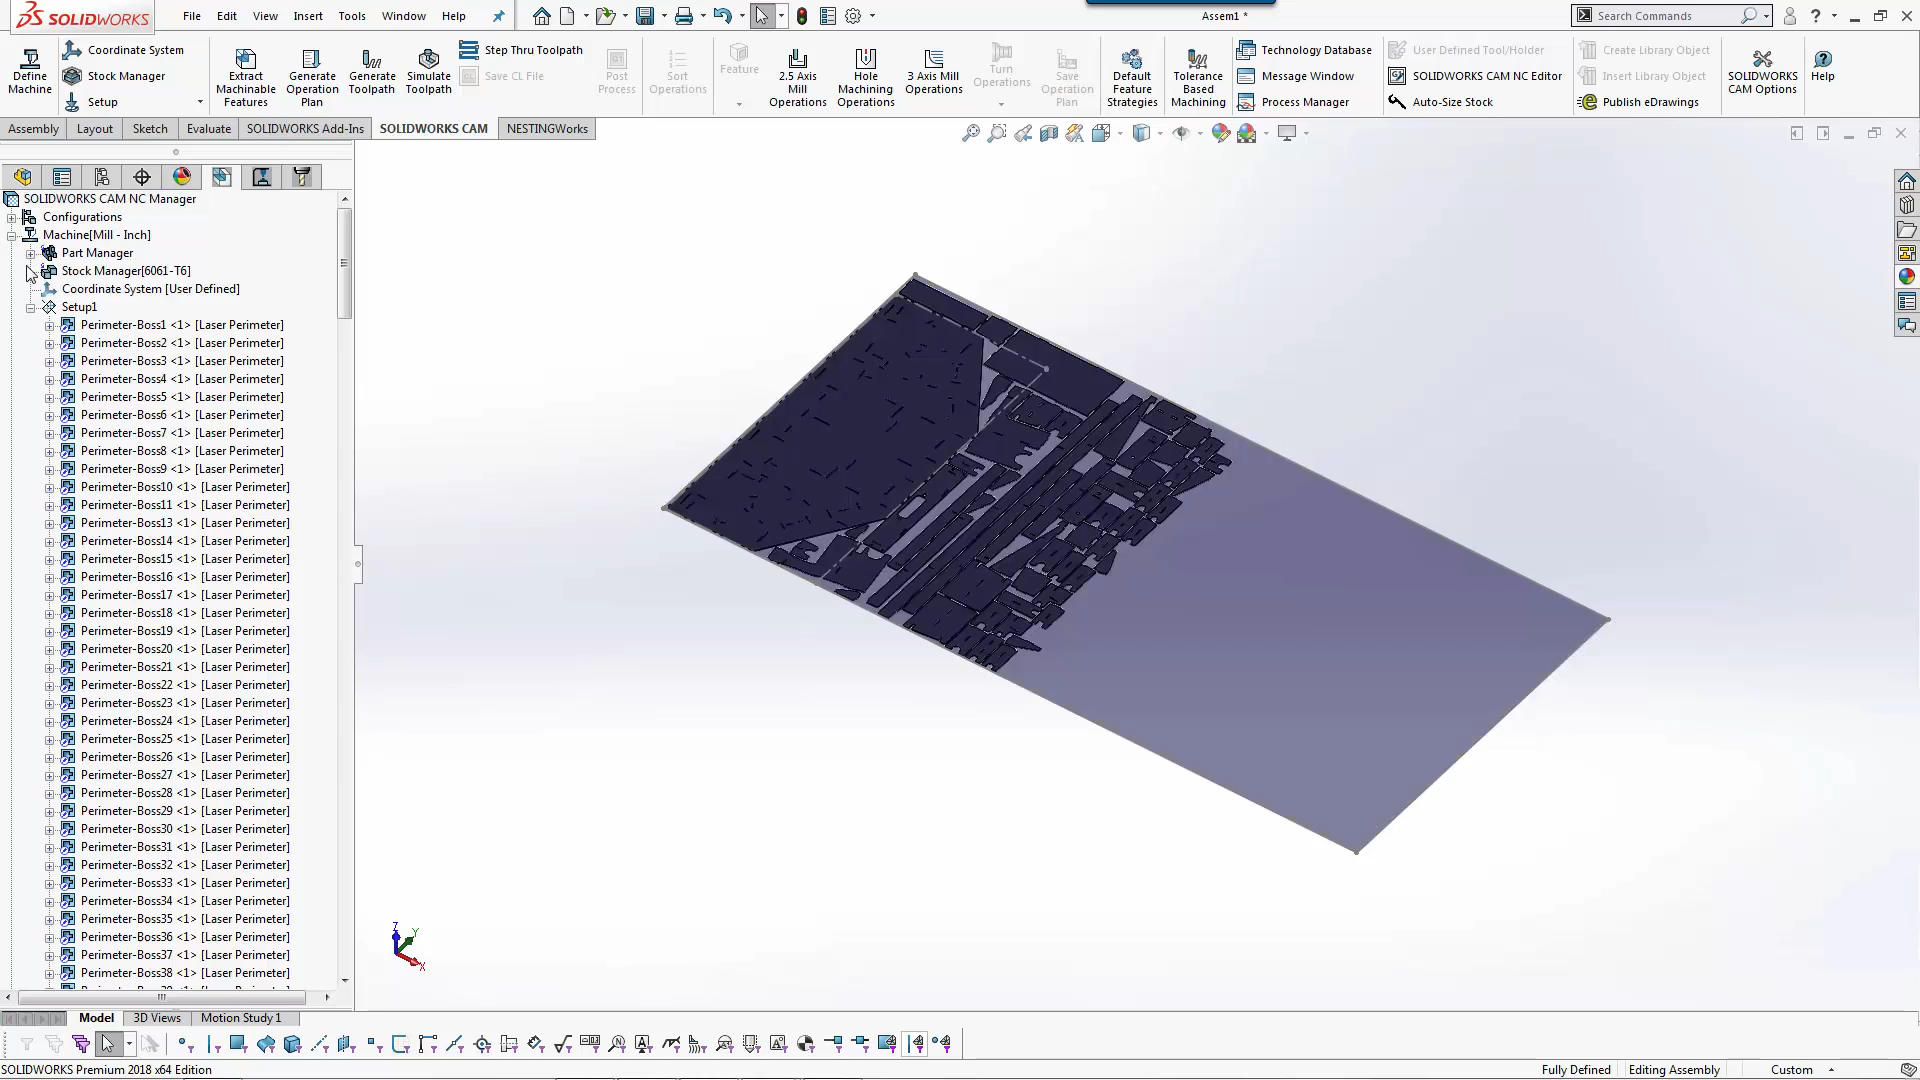 SOLIDWORKS File Edit View Insert Tools Window Help Assem1 * Search Commands
Define Machine
Coordinate System
Stock Manager
Setup
Extract Machinable Features
Generate Operation Plan
Generate Toolpath
Simulate Toolpath
Step Thru Toolpath
Save CL File
Post Process
Sort Operations
Feature
2.5 Axis Mill Operations
Hole Machining Operations
3 Axis Mill Operations
Turn Operations
Save Operation Plan
Default Feature Strategies
Tolerance Based Machining
Technology Database
Message Window
Process Manager
User Defined Tool/Holder
SOLIDWORKS CAM NC Editor
Auto-Size Stock
Create Library Object
Insert Library Object
Publish eDrawings
SOLIDWORKS CAM Options
Help
Assembly Layout Sketch Evaluate SOLIDWORKS Add-Ins SOLIDWORKS CAM NESTINGWorks
SOLIDWORKS CAM NC Manager
Configurations
Machine[Mill - Inch]
Part Manager
Stock Manager[6061-T6]
Coordinate System [User Defined]
Setup1
Perimeter-Boss1 <1> [Laser Perimeter]
Perimeter-Boss2 <1> [Laser Perimeter]
Perimeter-Boss3 <1> [Laser Perimeter]
Perimeter-Boss4 <1> [Laser Perimeter]
Perimeter-Boss5 <1> [Laser Perimeter]
Perimeter-Boss6 <1> [Laser Perimeter]
Perimeter-Boss7 <1> [Laser Perimeter]
Perimeter-Boss8 <1> [Laser Perimeter]
Perimeter-Boss9 <1> [Laser Perimeter]
Perimeter-Boss10 <1> [Laser Perimeter]
Perimeter-Boss11 <1> [Laser Perimeter]
Perimeter-Boss13 <1> [Laser Perimeter]
Perimeter-Boss14 <1> [Laser Perimeter]
Perimeter-Boss15 <1> [Laser Perimeter]
Perimeter-Boss16 <1> [Laser Perimeter]
Perimeter-Boss17 <1> [Laser Perimeter]
Perimeter-Boss18 <1> [Laser Perimeter]
Perimeter-Boss19 <1> [Laser Perimeter]
Perimeter-Boss20 <1> [Laser Perimeter]
Perimeter-Boss21 <1> [Laser Perimeter]
Perimeter-Boss22 <1> [Laser Perimeter]
Perimeter-Boss23 <1> [Laser Perimeter]
Perimeter-Boss24 <1> [Laser Perimeter]
Perimeter-Boss25 <1> [Laser Perimeter]
Perimeter-Boss26 <1> [Laser Perimeter]
Perimeter-Boss27 <1> [Laser Perimeter]
Perimeter-Boss28 <1> [Laser Perimeter]
Perimeter-Boss29 <1> [Laser Perimeter]
Perimeter-Boss30 <1> [Laser Perimeter]
Perimeter-Boss31 <1> [Laser Perimeter]
Perimeter-Boss32 <1> [Laser Perimeter]
Perimeter-Boss33 <1> [Laser Perimeter]
Perimeter-Boss34 <1> [Laser Perimeter]
Perimeter-Boss35 <1> [Laser Perimeter]
Perimeter-Boss36 <1> [Laser Perimeter]
Perimeter-Boss37 <1> [Laser Perimeter]
Perimeter-Boss38 <1> [Laser Perimeter]
Z
Y
X
Model 3D Views Motion Study 1
SOLIDWORKS Premium 2018 x64 Edition Fully Defined Editing Assembly Custom